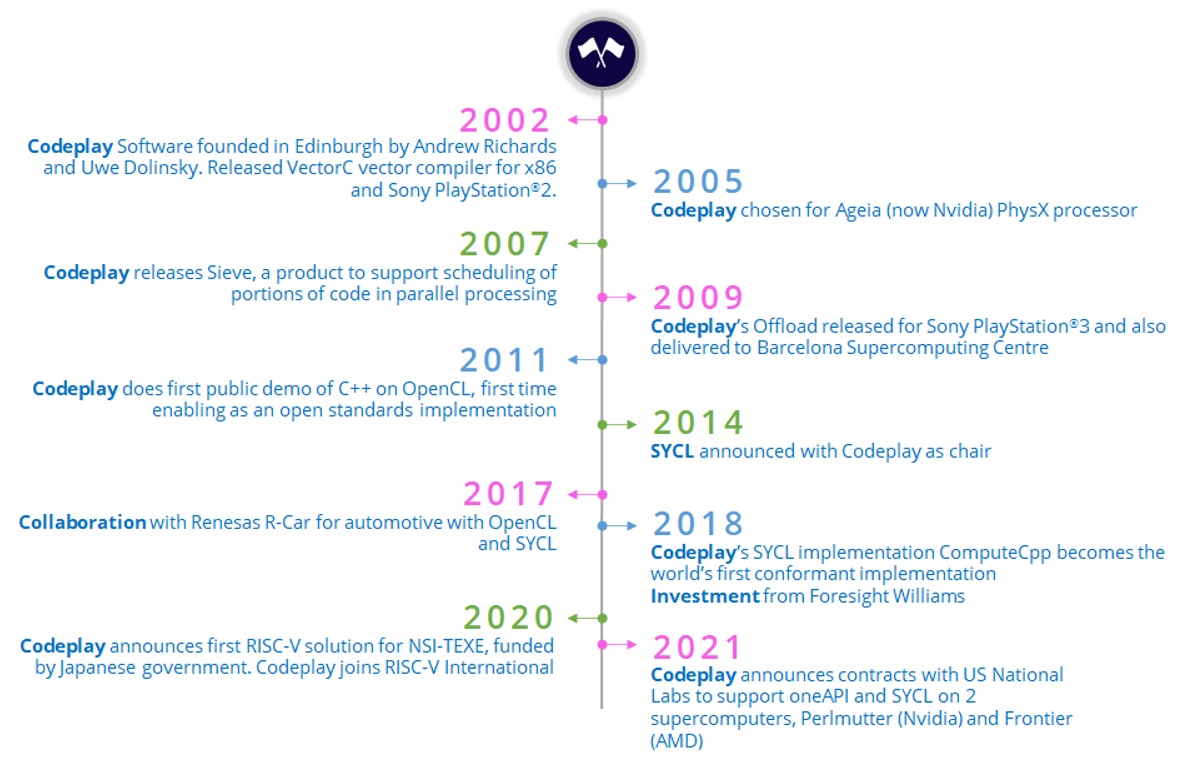 2002
Codeplay Software founded in Edinburgh by Andrew Richards
and Uwe Dolinsky. Released VectorC vector compiler for x86
and Sony PlayStation®2.
2005
Codeplay chosen for Ageia (now Nvidia) PhysX processor
2007
Codeplay releases Sieve, a product to support scheduling of
portions of code in parallel processing
2009
Codeplay’s Offload released for Sony PlayStation®3 and also
delivered to Barcelona Supercomputing Centre
2011
Codeplay does first public demo of C++ on OpenCL, first time
enabling as an open standards implementation
2014
SYCL announced with Codeplay as chair
2017
Collaboration with Renesas R-Car for automotive with OpenCL
and SYCL
2018
Codeplay’s SYCL implementation ComputeCpp becomes the
world’s first conformant implementation
Investment from Foresight Williams
2020
Codeplay announces first RISC-V solution for NSI-TEXE, funded
by Japanese government. Codeplay joins RISC-V International
2021
Codeplay announces contracts with US National
Labs to support oneAPI and SYCL on 2
supercomputers, Perlmutter (Nvidia) and Frontier
(AMD)